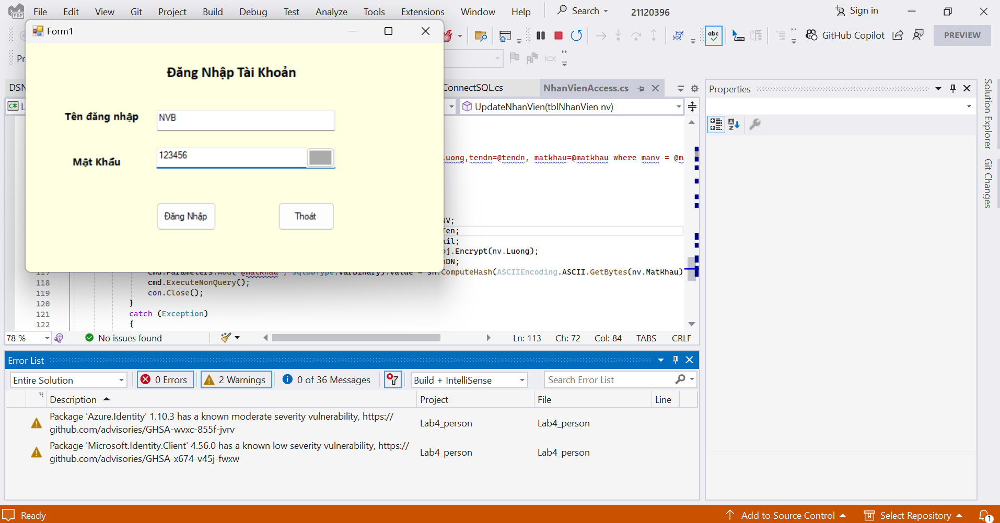 File Edit View Git Project Build Debug Test Analyze Tools Extensions Window Help Search 21120396 Sign in
PRE
Form1
GitHub Copilot PREVIEW
Đăng Nhập Tài Khoản
Tên đăng nhập NVB
Mật Khẩu 123456
Đăng Nhập Thoát
ConnectSQL.cs NhanVienAccess.cs
UpdateNhanVien(tblNhanVien nv)
luong,tendn=@tendn, matkhau=@matkhau where manv = @m
NV;
Ten;
ail;
oj.Encrypt(nv.Luong);
nDN;
117 cmd.Parameters.Add("@matkhau", SqlDbType.VarBinary).Value = sh.ComputeHash(ASCIIEncoding.ASCII.GetBytes(nv.MatKhau)
118 cmd.ExecuteNonQuery();
119 con.Close();
120 }
121 catch (Exception)
122 {
78 % No issues found Ln: 113 Ch: 72 Col: 84 TABS CRLF
Properties
Solution Explorer
Git Changes
Error List
Entire Solution 0 Errors 2 Warnings 0 of 36 Messages Build + IntelliSense Search Error List
Description Project File Line
Package 'Azure.Identity' 1.10.3 has a known moderate severity vulnerability, https://
github.com/advisories/GHSA-wvxc-855f-jvrv Lab4_person Lab4_person
Package 'Microsoft.Identity.Client' 4.56.0 has a known low severity vulnerability, https://
github.com/advisories/GHSA-x674-v45j-fwxw Lab4_person Lab4_person
Ready Add to Source Control Select Repository 1